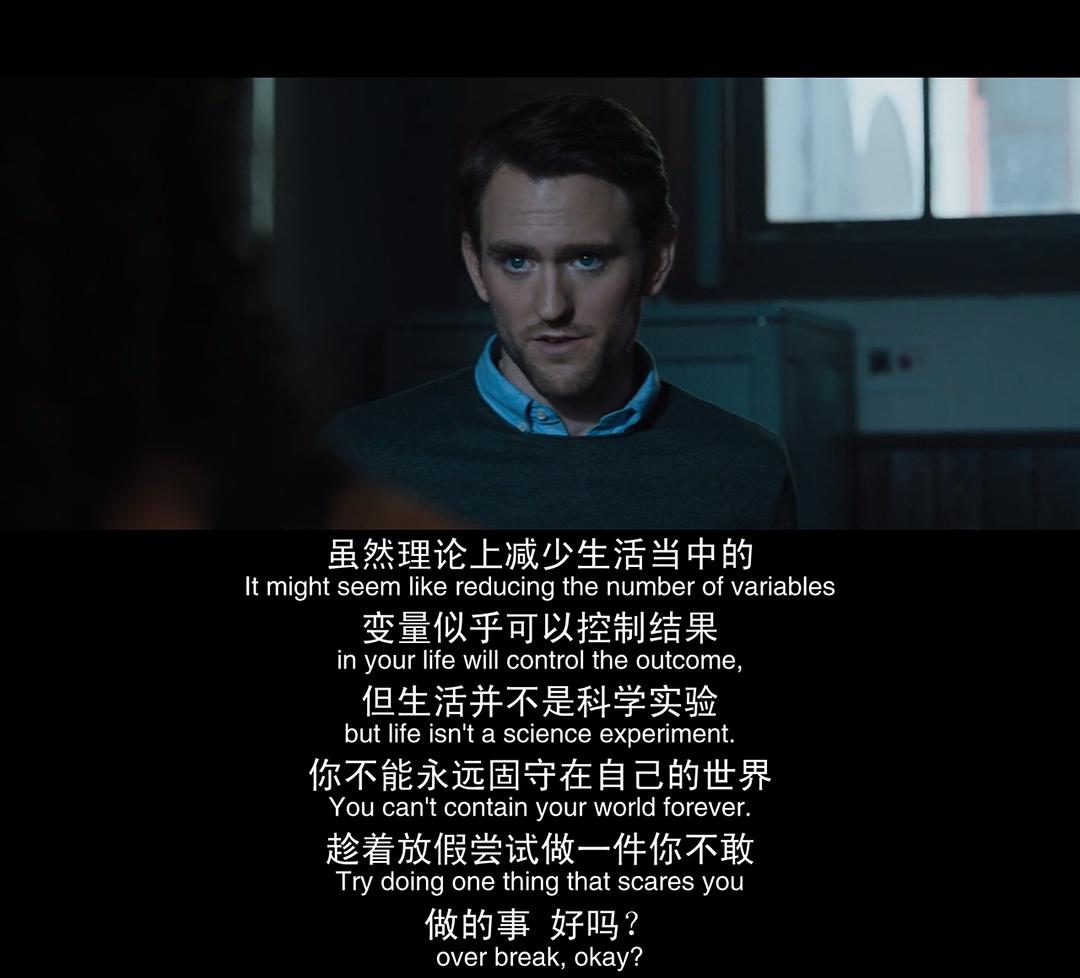 虽然理论上减少生活当中的
It might seem like reducing the number of variables
变量似乎可以控制结果
in your life will control the outcome,
但生活并不是科学实验
but life isn't a science experiment.
你不能永远固守在自己的世界
You can't contain your world forever.
趁着放假尝试做一件你不敢
Try doing one thing that scares you
做的事 好吗？
over break, okay?